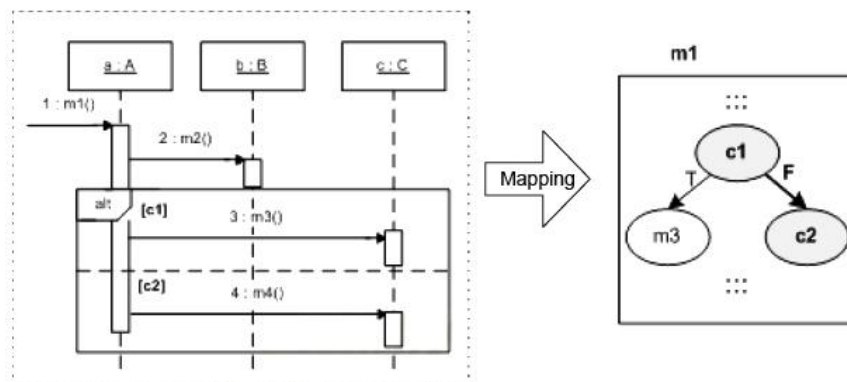 a : A
b : B
c : C
1 : m1()
2 : m2()
alt
[c1]
3 : m3()
[c2]
4 : m4()
Mapping
m1
:::
c1
T
F
m3
c2
:::